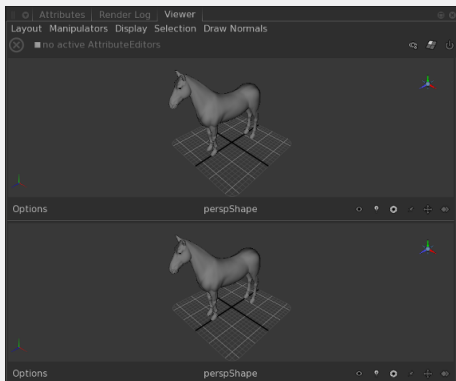 Attributes Render Log Viewer
Layout Manipulators Display Selection Draw Normals
no active AttributeEditors
Options perspShape
Options perspShape